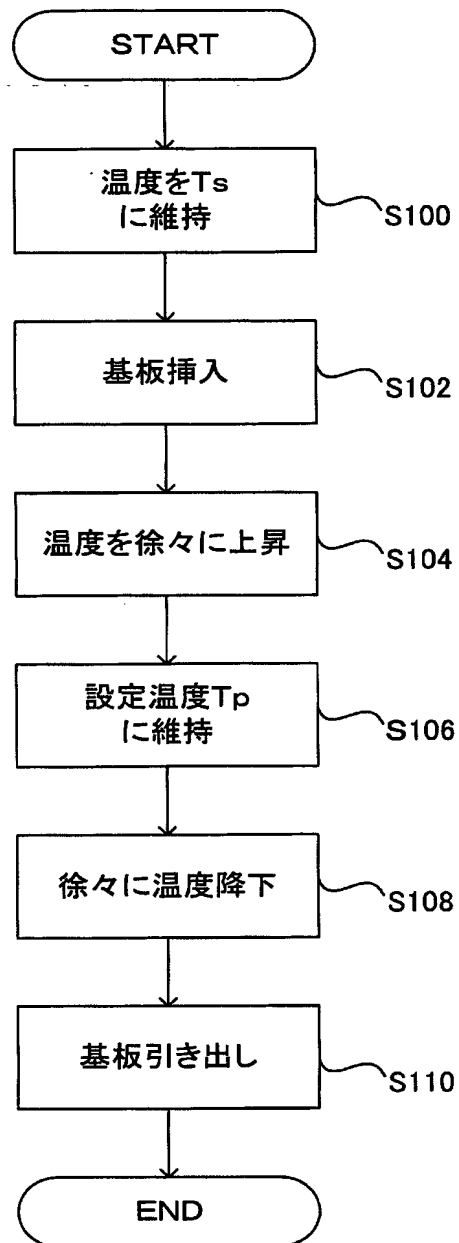 START
温度をTs
に維持
S100
基板挿入
S102
温度を徐々に上昇
S104
設定温度Tp
に維持
S106
徐々に温度降下
S108
基板引き出し
S110
END